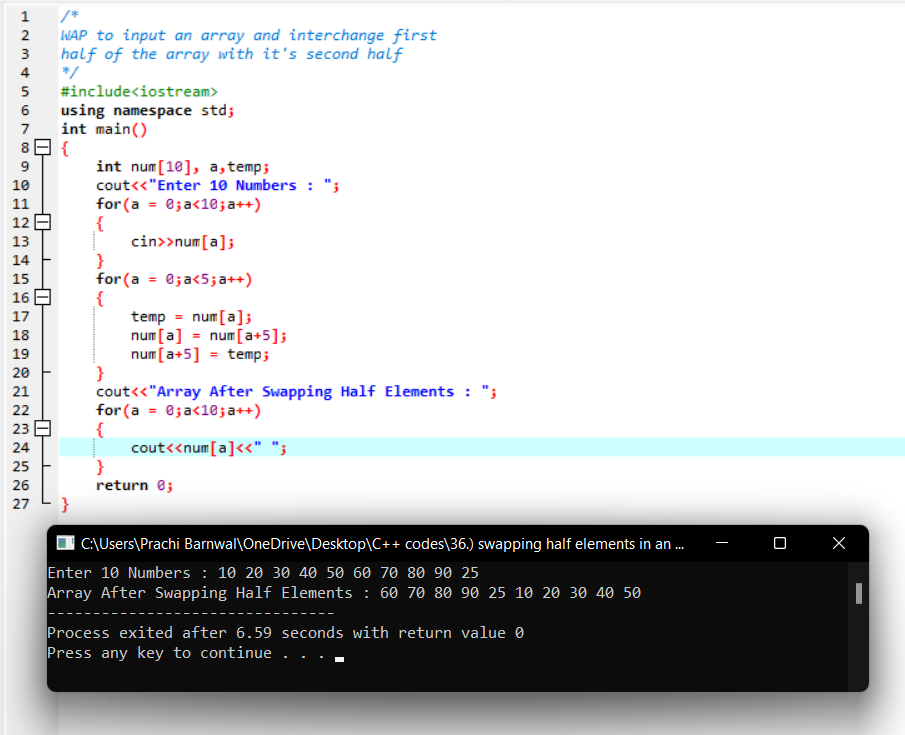 1 /*
2 WAP to input an array and interchange first
3 half of the array with it's second half
4 */
5 #include<iostream>
6 using namespace std;
7 int main()
8 {
9 int num[10], a,temp;
10 cout<<"Enter 10 Numbers : ";
11 for(a = 0;a<10;a++)
12 {
13 cin>>num[a];
14 }
15 for(a = 0;a<5;a++)
16 {
17 temp = num[a];
18 num[a] = num[a+5];
19 num[a+5] = temp;
20 }
21 cout<<"Array After Swapping Half Elements : ";
22 for(a = 0;a<10;a++)
23 {
24 cout<<num[a]<<" ";
25 }
26 return 0;
27 }
C:\Users\Prachi Barnwal\OneDrive\Desktop\C++ codes\36.) swapping half elements in an ...
Enter 10 Numbers : 10 20 30 40 50 60 70 80 90 25
Array After Swapping Half Elements : 60 70 80 90 25 10 20 30 40 50
--------------------------------
Process exited after 6.59 seconds with return value 0
Press any key to continue . . .